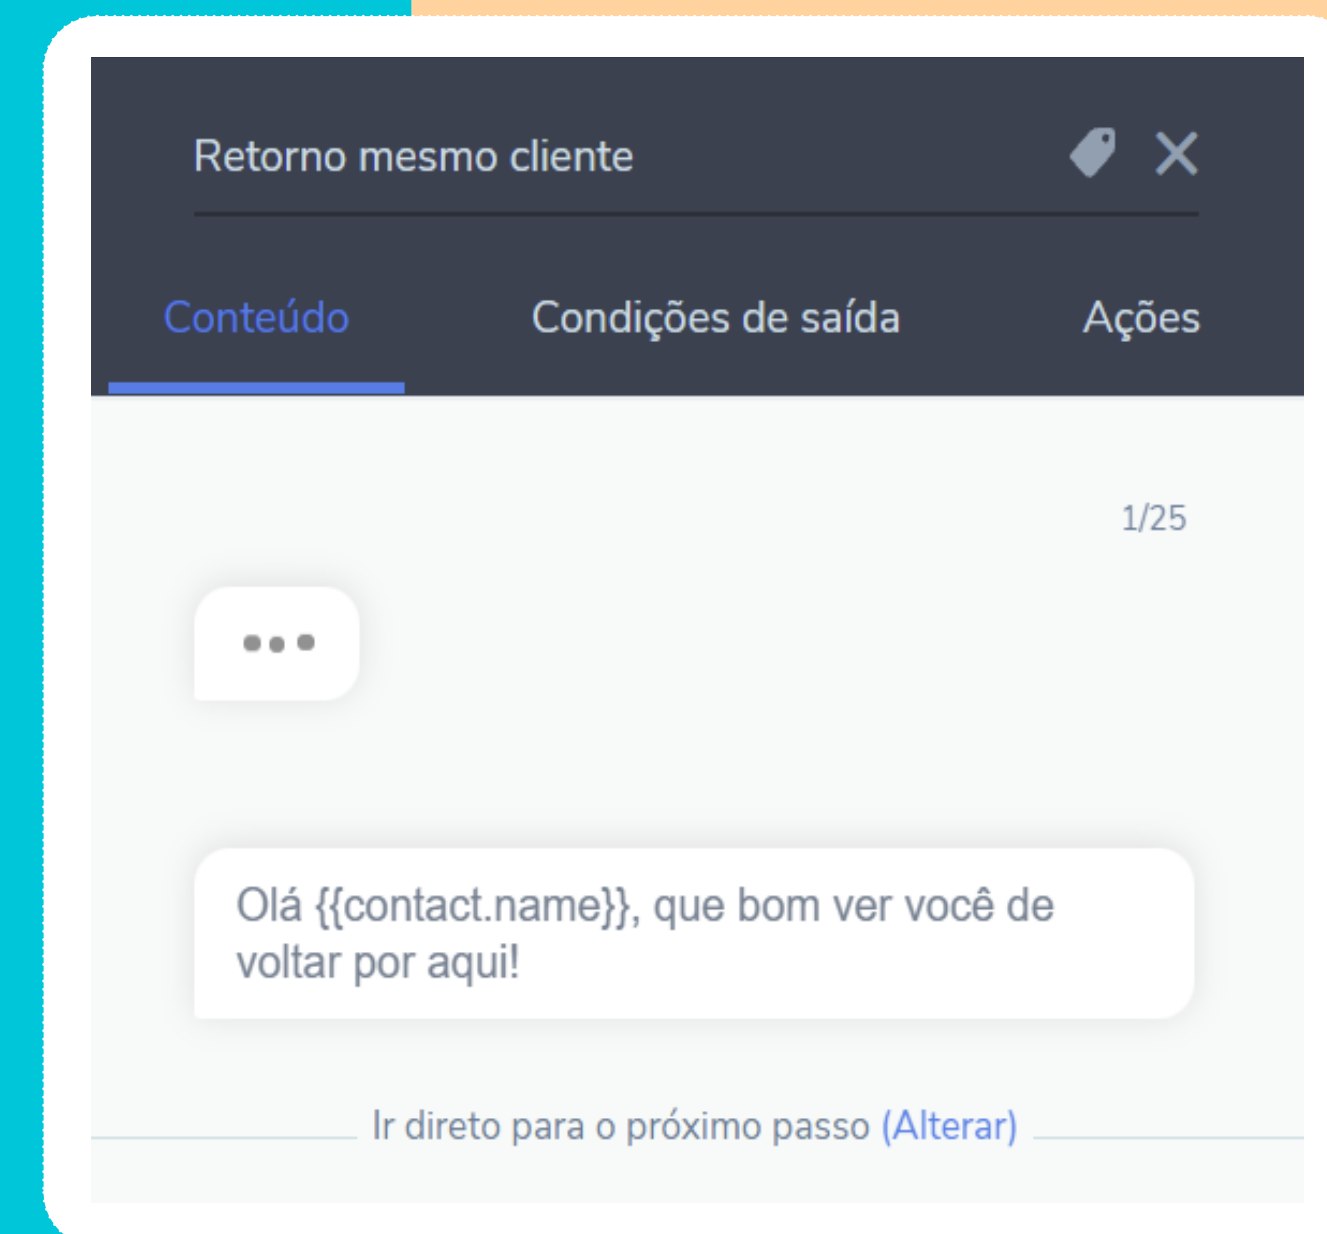 Retorno mesmo cliente
Conteúdo Condições de saída Ações
1/25
Olá {{contact.name}}, que bom ver você de
voltar por aqui!
Ir direto para o próximo passo (Alterar)